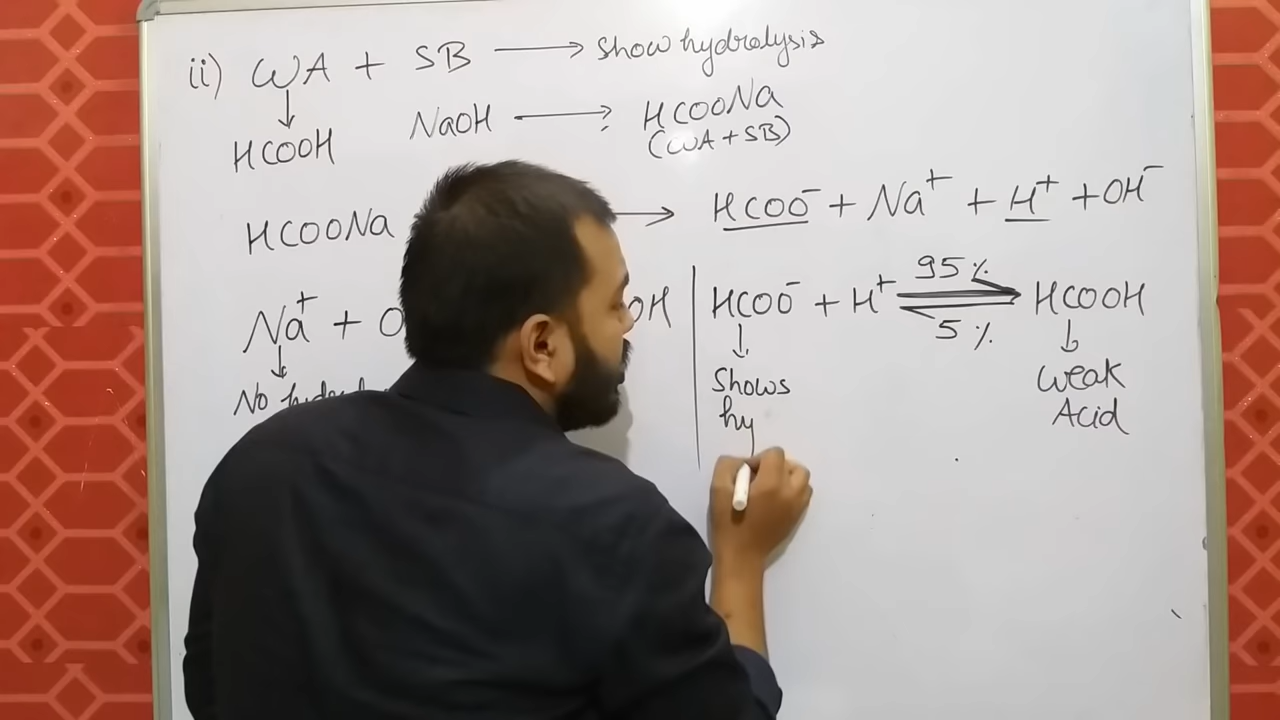 ii) WA + SB ⟶ Show hydrolysis
↓
HCOOH NaOH ⟶ HCOONa
(WA + SB)
HCOONa ⟶ HCOO⁻ + Na⁺ + H⁺ + OH⁻
Na⁺ + O OH
↓
No
HCOO⁻ + H⁺ 95% ⇌ 5% HCOOH
↓ ↓
Shows
hy
Weak
Acid